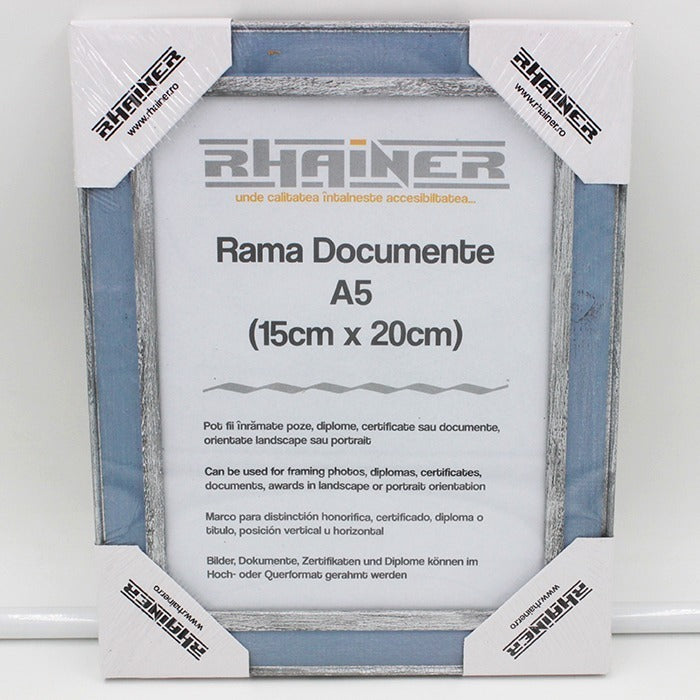 RHAINER
www.rhainer.ro
RHAINER
www.rhainer.ro
RHAINER
unde calitatea întalneste accesibiltatea...
Rama Documente
A5
(15cm x 20cm)
Pot fii înrămate poze, diplome, certificate sau documente,
orientate landscape sau portrait
Can be used for framing photos, diplomas, certificates,
documents, awards in landscape or portrait orientation
Marco para distinctión honorifica, certificado, diploma o
titulo, posición vertical u horizontal
Bilder, Dokumente, Zertifikaten und Diplome können im
Hoch- oder Querformat gerahmt werden
RHAINER
www.rhainer.ro
www.rhainer.ro
RHAINER